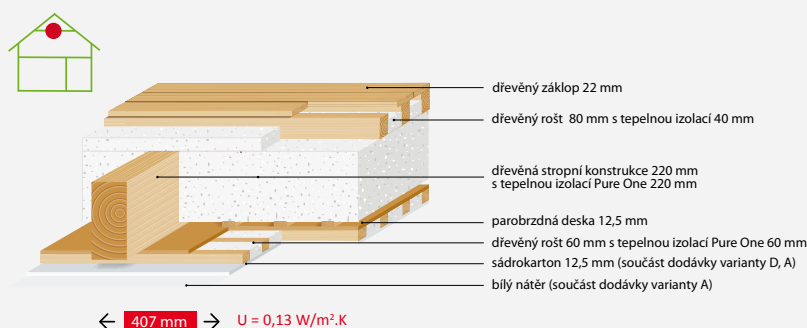 dřevěný záklop 22 mm
dřevěný rošt 80 mm s tepelnou izolací 40 mm
dřevěná stropní konstrukce 220 mm
s tepelnou izolací Pure One 220 mm
parobrzdná deska 12,5 mm
dřevěný rošt 60 mm s tepelnou izolací Pure One 60 mm
sádrokarton 12,5 mm (součást dodávky varianty D, A)
bílý nátěr (součást dodávky varianty A)
← 407 mm → U = 0,13 W/m².K